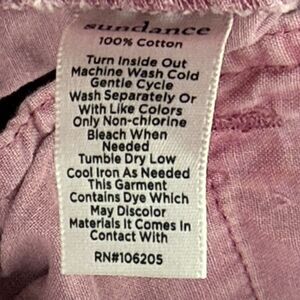 sundance
100% Cotton
Turn Inside Out
Machine Wash Cold
Gentle Cycle
Wash Separately Or
With Like Colors
Only Non-chlorine
Bleach When
Needed
Tumble Dry Low
Cool Iron As Needed
This Garment
Contains Dye Which
May Discolor
Materials It Comes In
Contact With
RN#106205